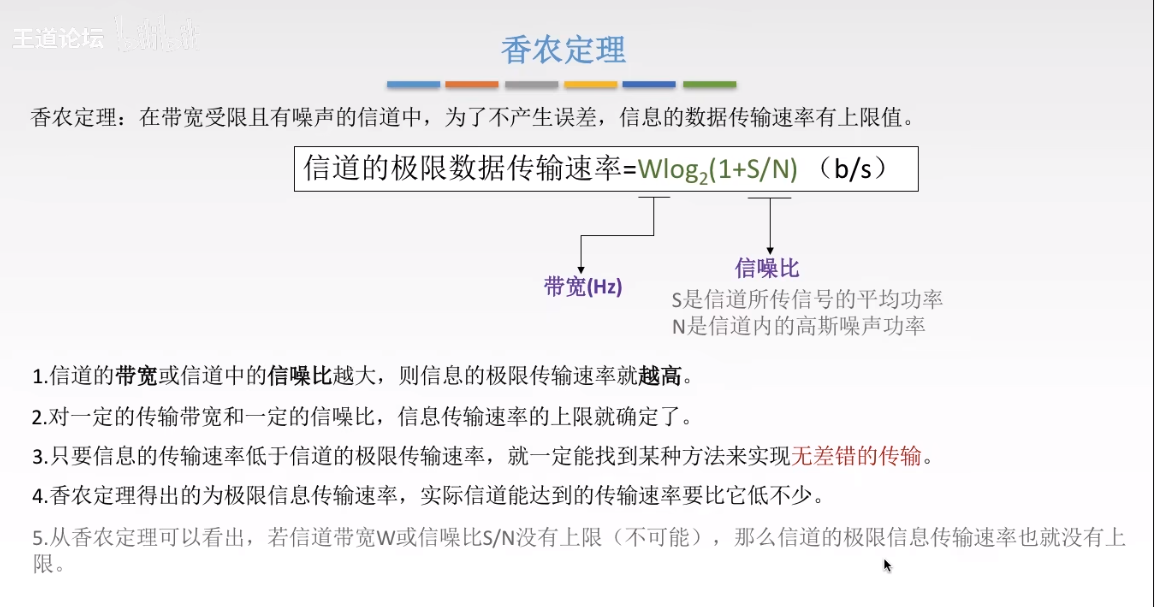 王道论坛
香农定理
香农定理：在带宽受限且有噪声的信道中，为了不产生误差，信息的数据传输速率有上限值。
信道的极限数据传输速率=Wlog₂(1+S/N)（b/s）
带宽(Hz)
信噪比
S是信道所传信号的平均功率
N是信道内的高斯噪声功率
1.信道的带宽或信道中的信噪比越大，则信息的极限传输速率就越高。
2.对一定的传输带宽和一定的信噪比，信息传输速率的上限就确定了。
3.只要信息的传输速率低于信道的极限传输速率，就一定能找到某种方法来实现无差错的传输。
4.香农定理得出的为极限信息传输速率，实际信道能达到的传输速率要比它低不少。
5.从香农定理可以看出，若信道带宽W或信噪比S/N没有上限（不可能），那么信道的极限信息传输速率也就没有上
限。